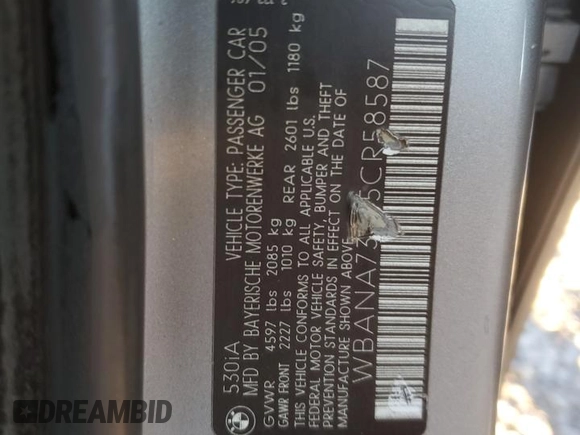 530iA VEHICLE TYPE: PASSENGER CAR
MFD BY BAYERISCHE MOTORENWERKE AG 01/05
GVWR 4597 lbs 2085 kg
GAWR FRONT 2227 lbs 1010 kg REAR 2601 lbs 1180 kg
THIS VEHICLE CONFORMS TO ALL APPLICABLE U.S.
FEDERAL MOTOR VEHICLE SAFETY, BUMPER AND THEFT
PREVENTION STANDARDS IN EFFECT ON THE DATE OF
MANUFACTURE SHOWN ABOVE.
DREAMBID